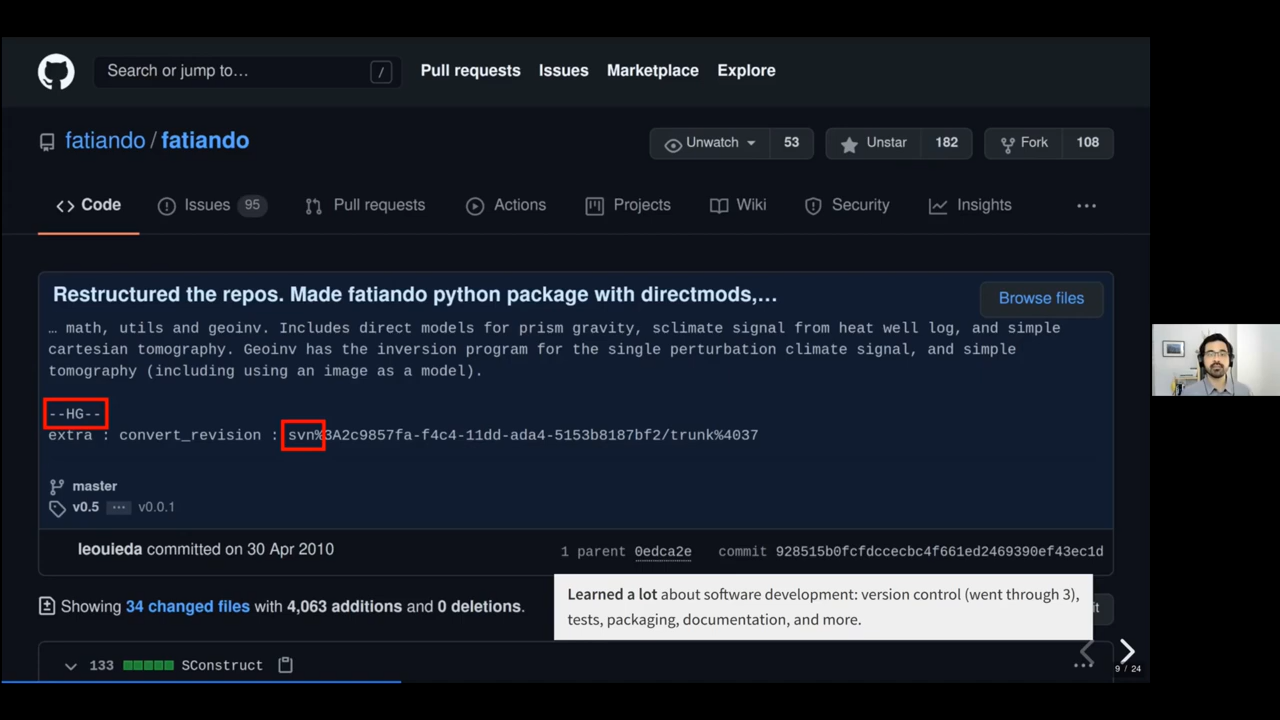 Search or jump to… /
Pull requests Issues Marketplace Explore
fatiando / fatiando
Unwatch 53 Unstar 182 Fork 108
Code Issues 95 Pull requests Actions Projects Wiki Security Insights ...
Restructured the repos. Made fatiando python package with directmods,…
Browse files
… math, utils and geoinv. Includes direct models for prism gravity, sclimate signal from heat well log, and simple
cartesian tomography. Geoinv has the inversion program for the single perturbation climate signal, and simple
tomography (including using an image as a model).
--HG--
extra : convert_revision : svn%3A2c9857fa-f4c4-11dd-ada4-5153b8187bf2/trunk%4037
master
v0.5 ... v0.0.1
leouieda committed on 30 Apr 2010
1 parent 0edca2e commit 928515b0fcfdccecbc4f661ed2469390ef43ec1d
Showing 34 changed files with 4,063 additions and 0 deletions.
it
Learned a lot about software development: version control (went through 3),
tests, packaging, documentation, and more.
133 SConstruct ...
9 / 24